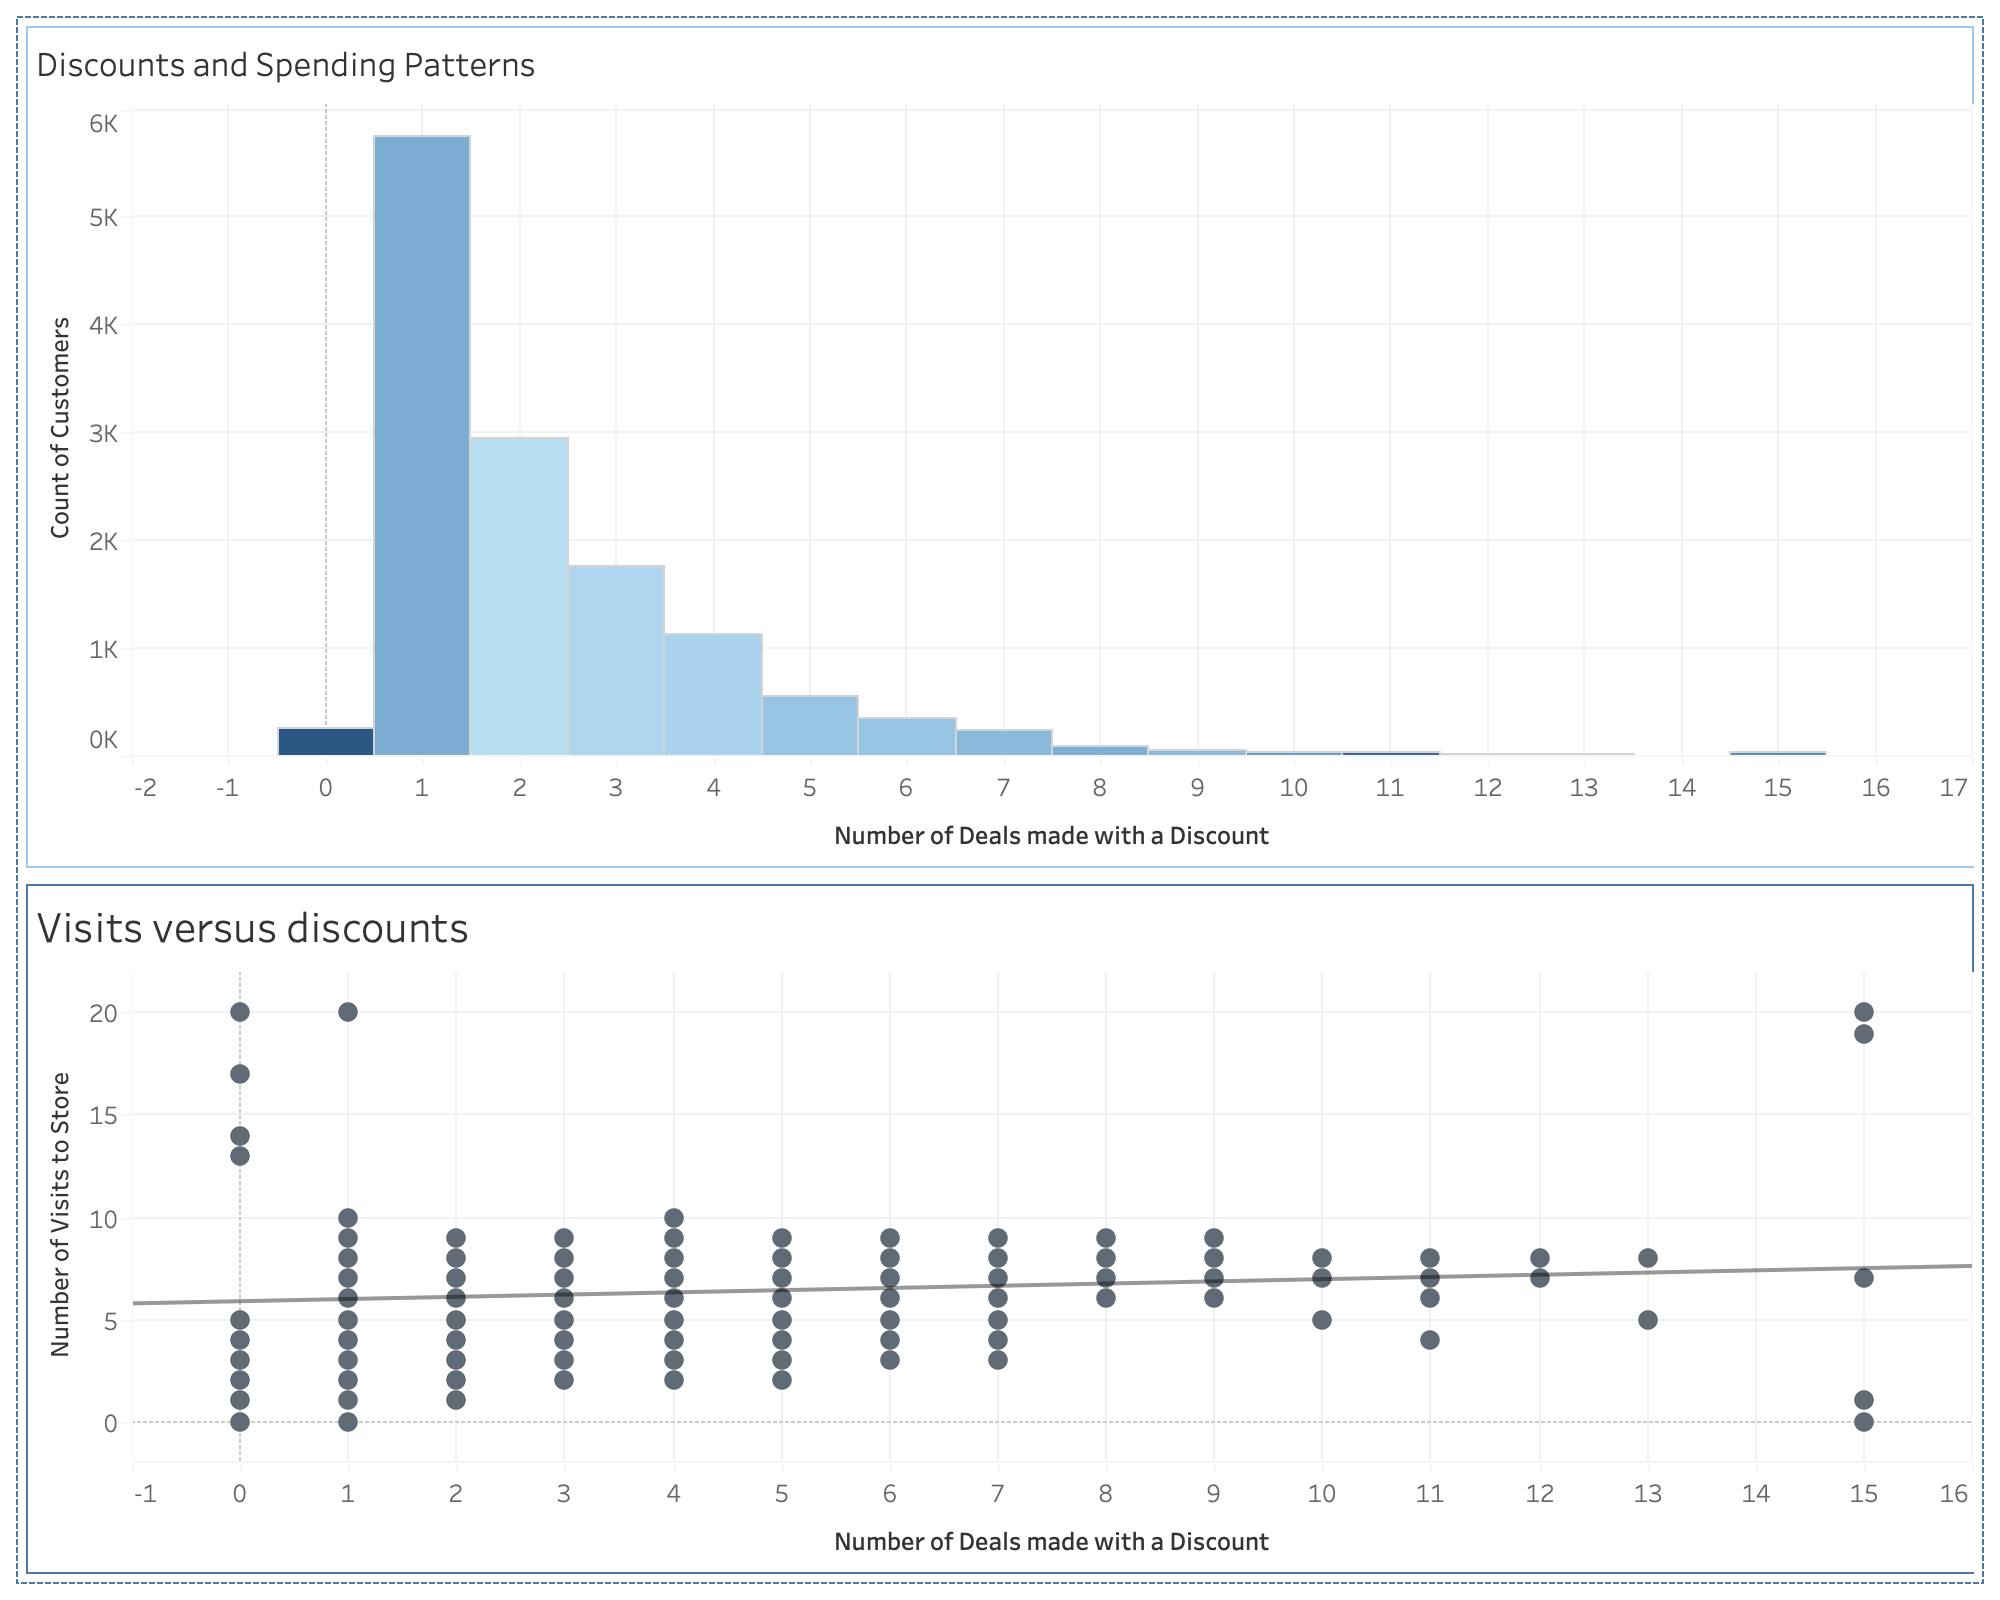 Discounts and Spending Patterns
6K
5K
4K
3K
2K
1K
0K
Count of Customers
-2 -1 0 1 2 3 4 5 6 7 8 9 10 11 12 13 14 15 16 17
Number of Deals made with a Discount
Visits versus discounts
20
15
10
5
0
Number of Visits to Store
-1 0 1 2 3 4 5 6 7 8 9 10 11 12 13 14 15 16
Number of Deals made with a Discount